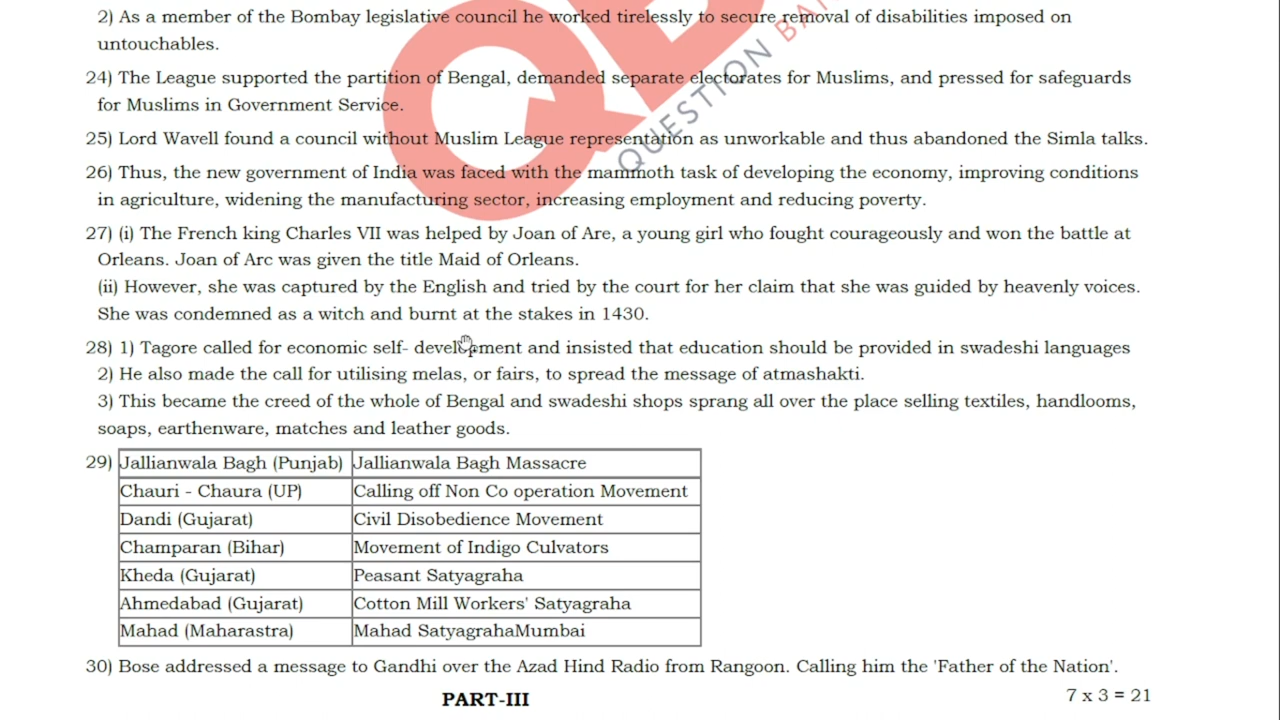 2) As a member of the Bombay legislative council he worked tirelessly to secure removal of disabilities imposed on
untouchables.
24) The League supported the partition of Bengal, demanded separate electorates for Muslims, and pressed for safeguards
for Muslims in Government Service.
25) Lord Wavell found a council without Muslim League representation as unworkable and thus abandoned the Simla talks.
26) Thus, the new government of India was faced with the mammoth task of developing the economy, improving conditions
in agriculture, widening the manufacturing sector, increasing employment and reducing poverty.
27) (i) The French king Charles VII was helped by Joan of Are, a young girl who fought courageously and won the battle at
Orleans. Joan of Arc was given the title Maid of Orleans.
(ii) However, she was captured by the English and tried by the court for her claim that she was guided by heavenly voices.
She was condemned as a witch and burnt at the stakes in 1430.
28) 1) Tagore called for economic self- development and insisted that education should be provided in swadeshi languages
2) He also made the call for utilising melas, or fairs, to spread the message of atmashakti.
3) This became the creed of the whole of Bengal and swadeshi shops sprang all over the place selling textiles, handlooms,
soaps, earthenware, matches and leather goods.
29) Jallianwala Bagh (Punjab) Jallianwala Bagh Massacre
Chauri - Chaura (UP) Calling off Non Co operation Movement
Dandi (Gujarat) Civil Disobedience Movement
Champaran (Bihar) Movement of Indigo Culvators
Kheda (Gujarat) Peasant Satyagraha
Ahmedabad (Gujarat) Cotton Mill Workers' Satyagraha
Mahad (Maharastra) Mahad SatyagrahaMumbai
30) Bose addressed a message to Gandhi over the Azad Hind Radio from Rangoon. Calling him the 'Father of the Nation'.
PART-III 7 x 3 = 21
QUESTION